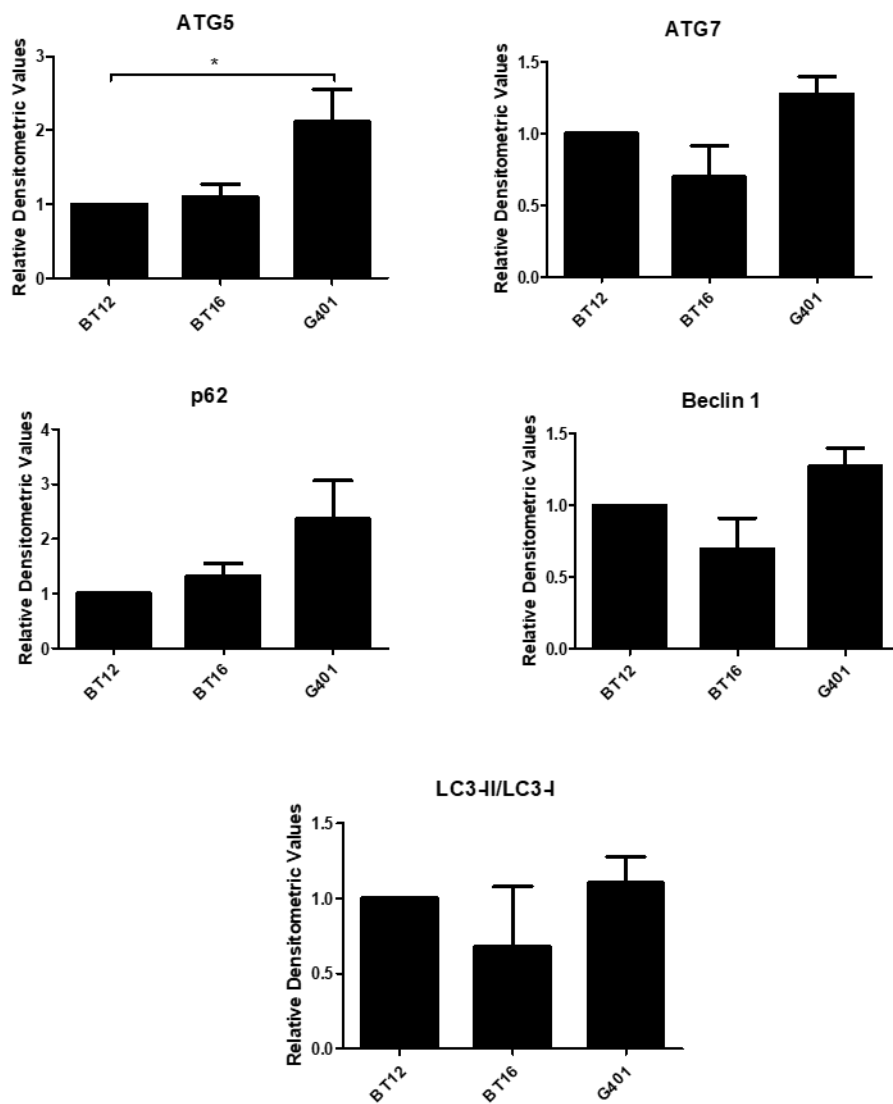 ATG5
Relative Densitometric Values
3
2
1
0
*
BT12
BT16
G401
ATG7
Relative Densitometric Values
1.5
1.0
0.5
0.0
BT12
BT16
G401
p62
Relative Densitometric Values
4
3
2
1
0
BT12
BT16
G401
Beclin 1
Relative Densitometric Values
1.5
1.0
0.5
0.0
BT12
BT16
G401
LC3-II/LC3-I
Relative Densitometric Values
1.5
1.0
0.5
0.0
BT12
BT16
G401